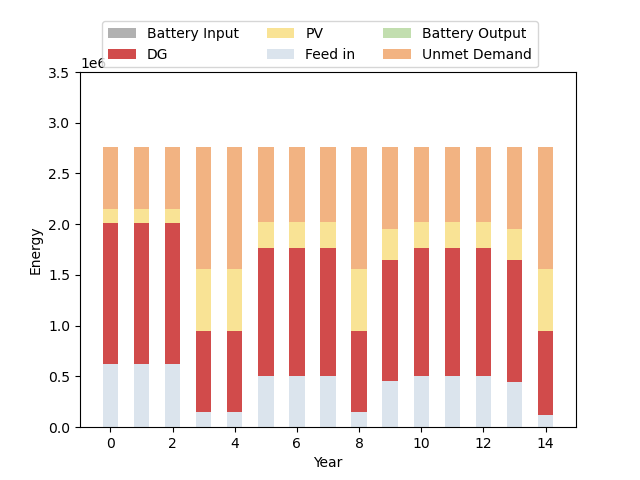 Battery Input PV Battery Output
DG Feed in Unmet Demand
1e6
3.5
3.0
2.5
2.0
1.5
1.0
0.5
0.0
Energy
0 2 4 6 8 10 12 14
Year